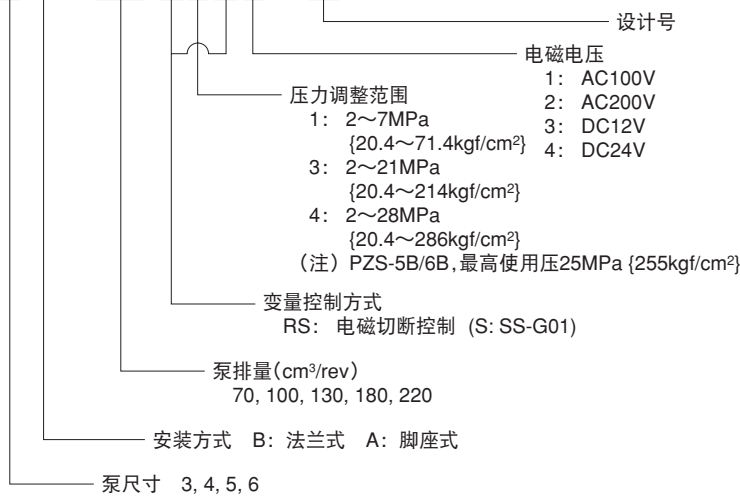 设计号
电磁电压
1: AC100V
2: AC200V
3: DC12V
4: DC24V
压力调整范围
1: 2～7MPa
{20.4～71.4kgf/cm²}
3: 2～21MPa
{20.4～214kgf/cm²}
4: 2～28MPa
{20.4～286kgf/cm²}
（注）PZS-5B/6B,最高使用压25MPa {255kgf/cm²}
变量控制方式
RS: 电磁切断控制 (S: SS-G01)
泵排量(cm³/rev)
70, 100, 130, 180, 220
安装方式 B: 法兰式 A: 脚座式
泵尺寸 3, 4, 5, 6